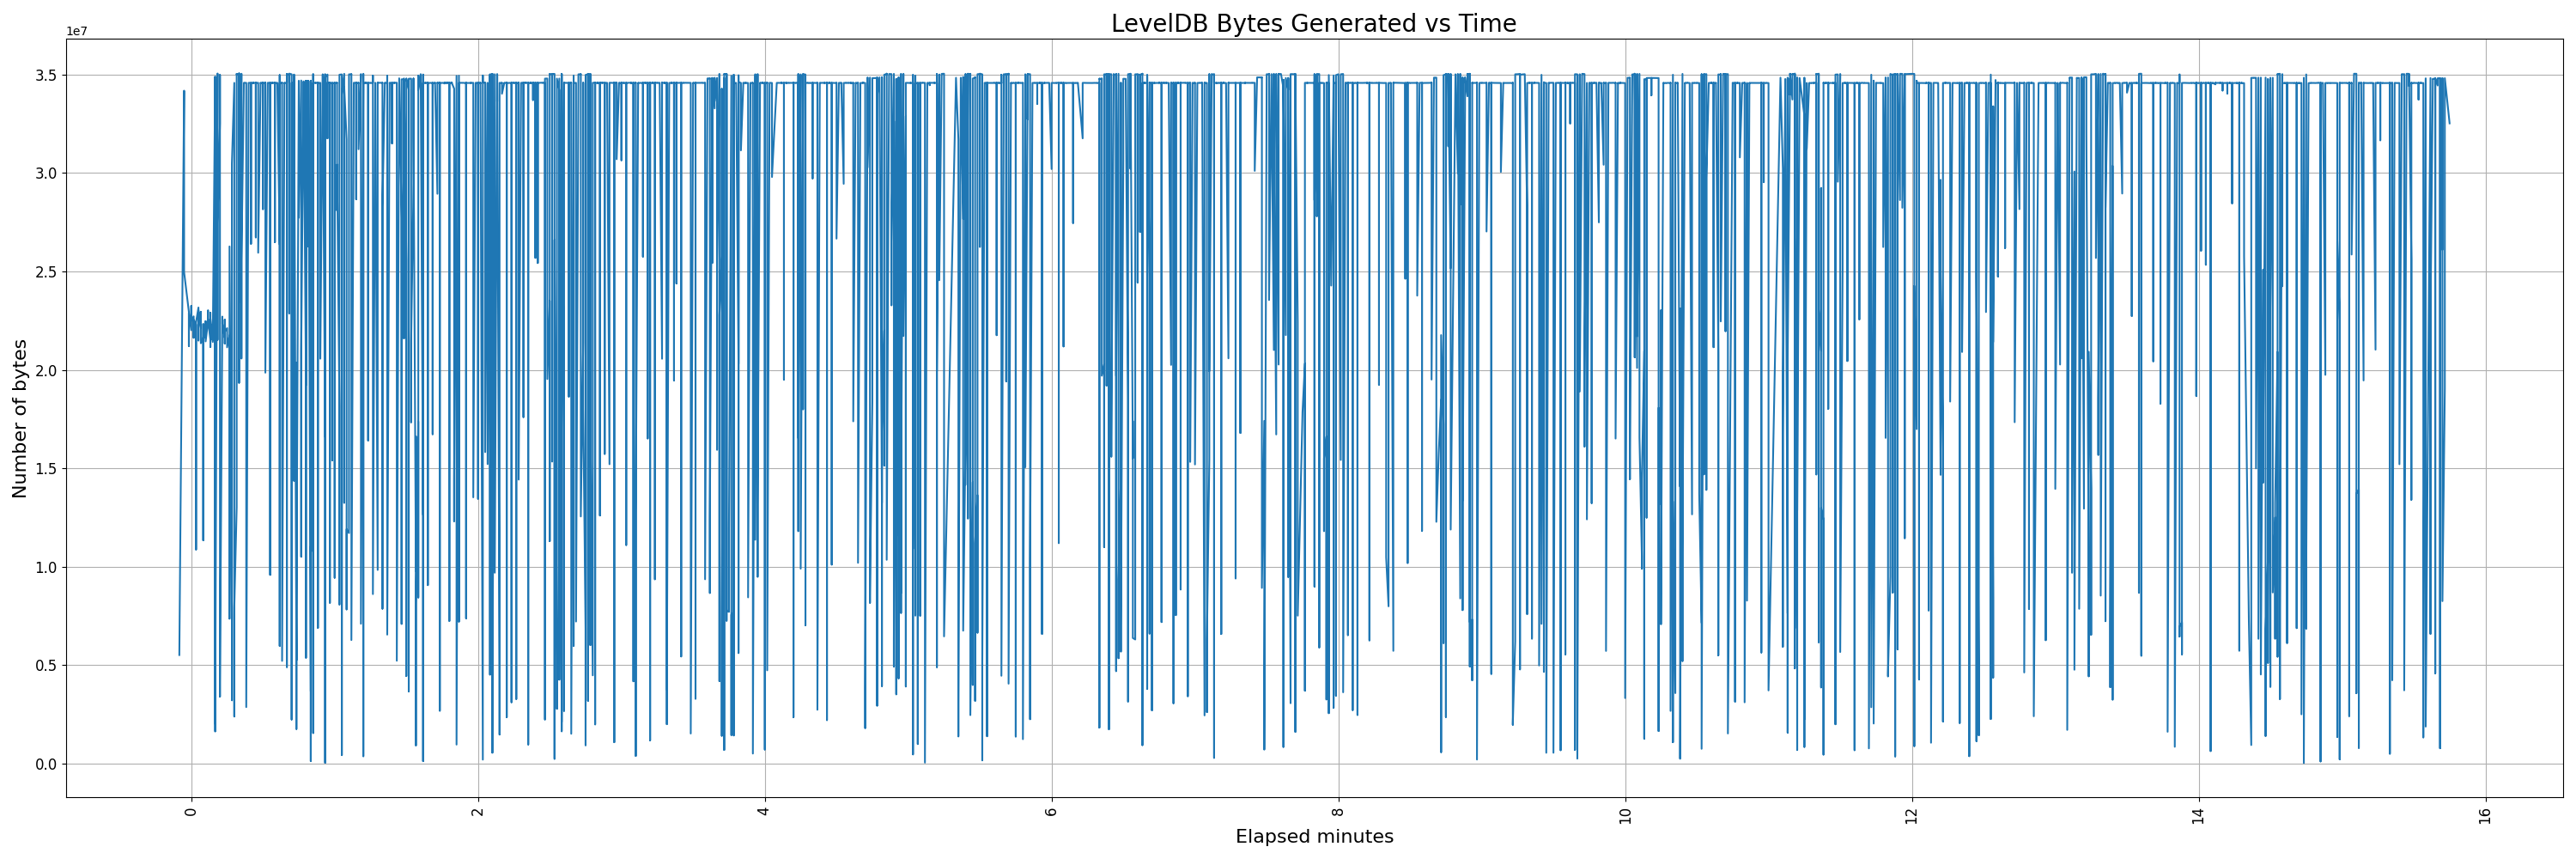 LevelDB Bytes Generated vs Time
1e7
3.5
3.0
2.5
2.0
1.5
1.0
0.5
0.0
Number of bytes
0 2 4 6 8 10 12 14 16
Elapsed minutes